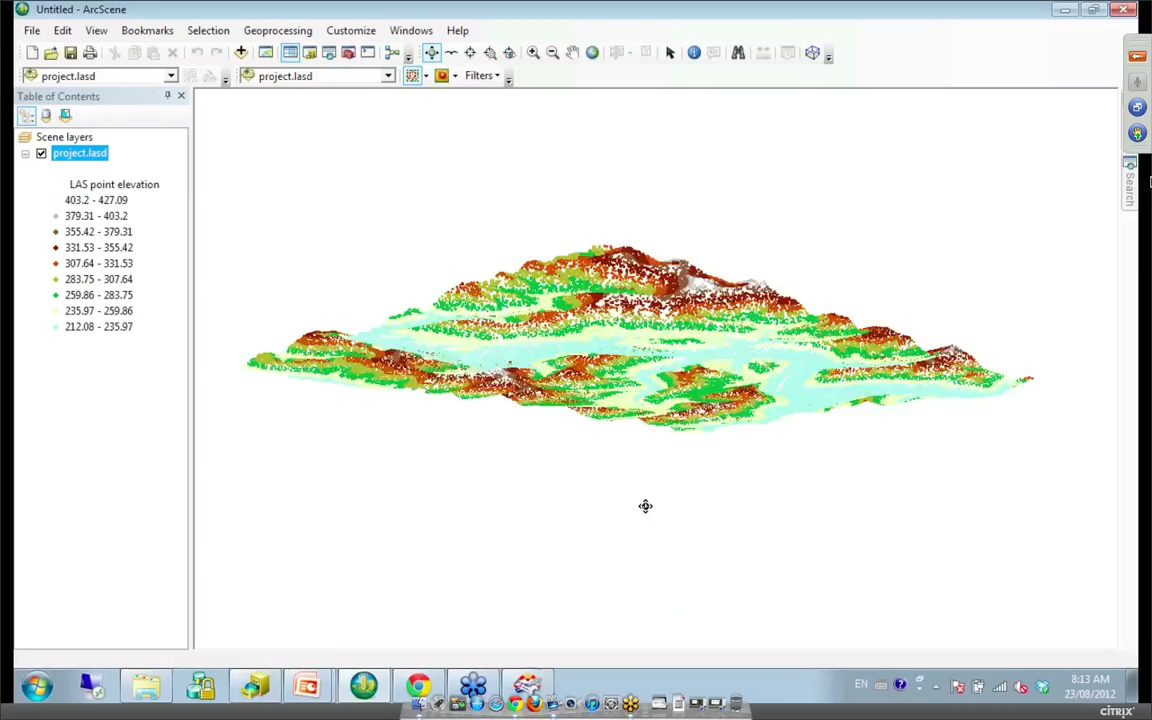 Untitled - ArcScene
File Edit View Bookmarks Selection Geoprocessing Customize Windows Help
project.lasd project.lasd Filters
Table of Contents
Scene layers
project.lasd
LAS point elevation
403.2 - 427.09
379.31 - 403.2
355.42 - 379.31
331.53 - 355.42
307.64 - 331.53
283.75 - 307.64
259.86 - 283.75
235.97 - 259.86
212.08 - 235.97
Search
EN
8:13 AM
23/08/2012
CITRIX